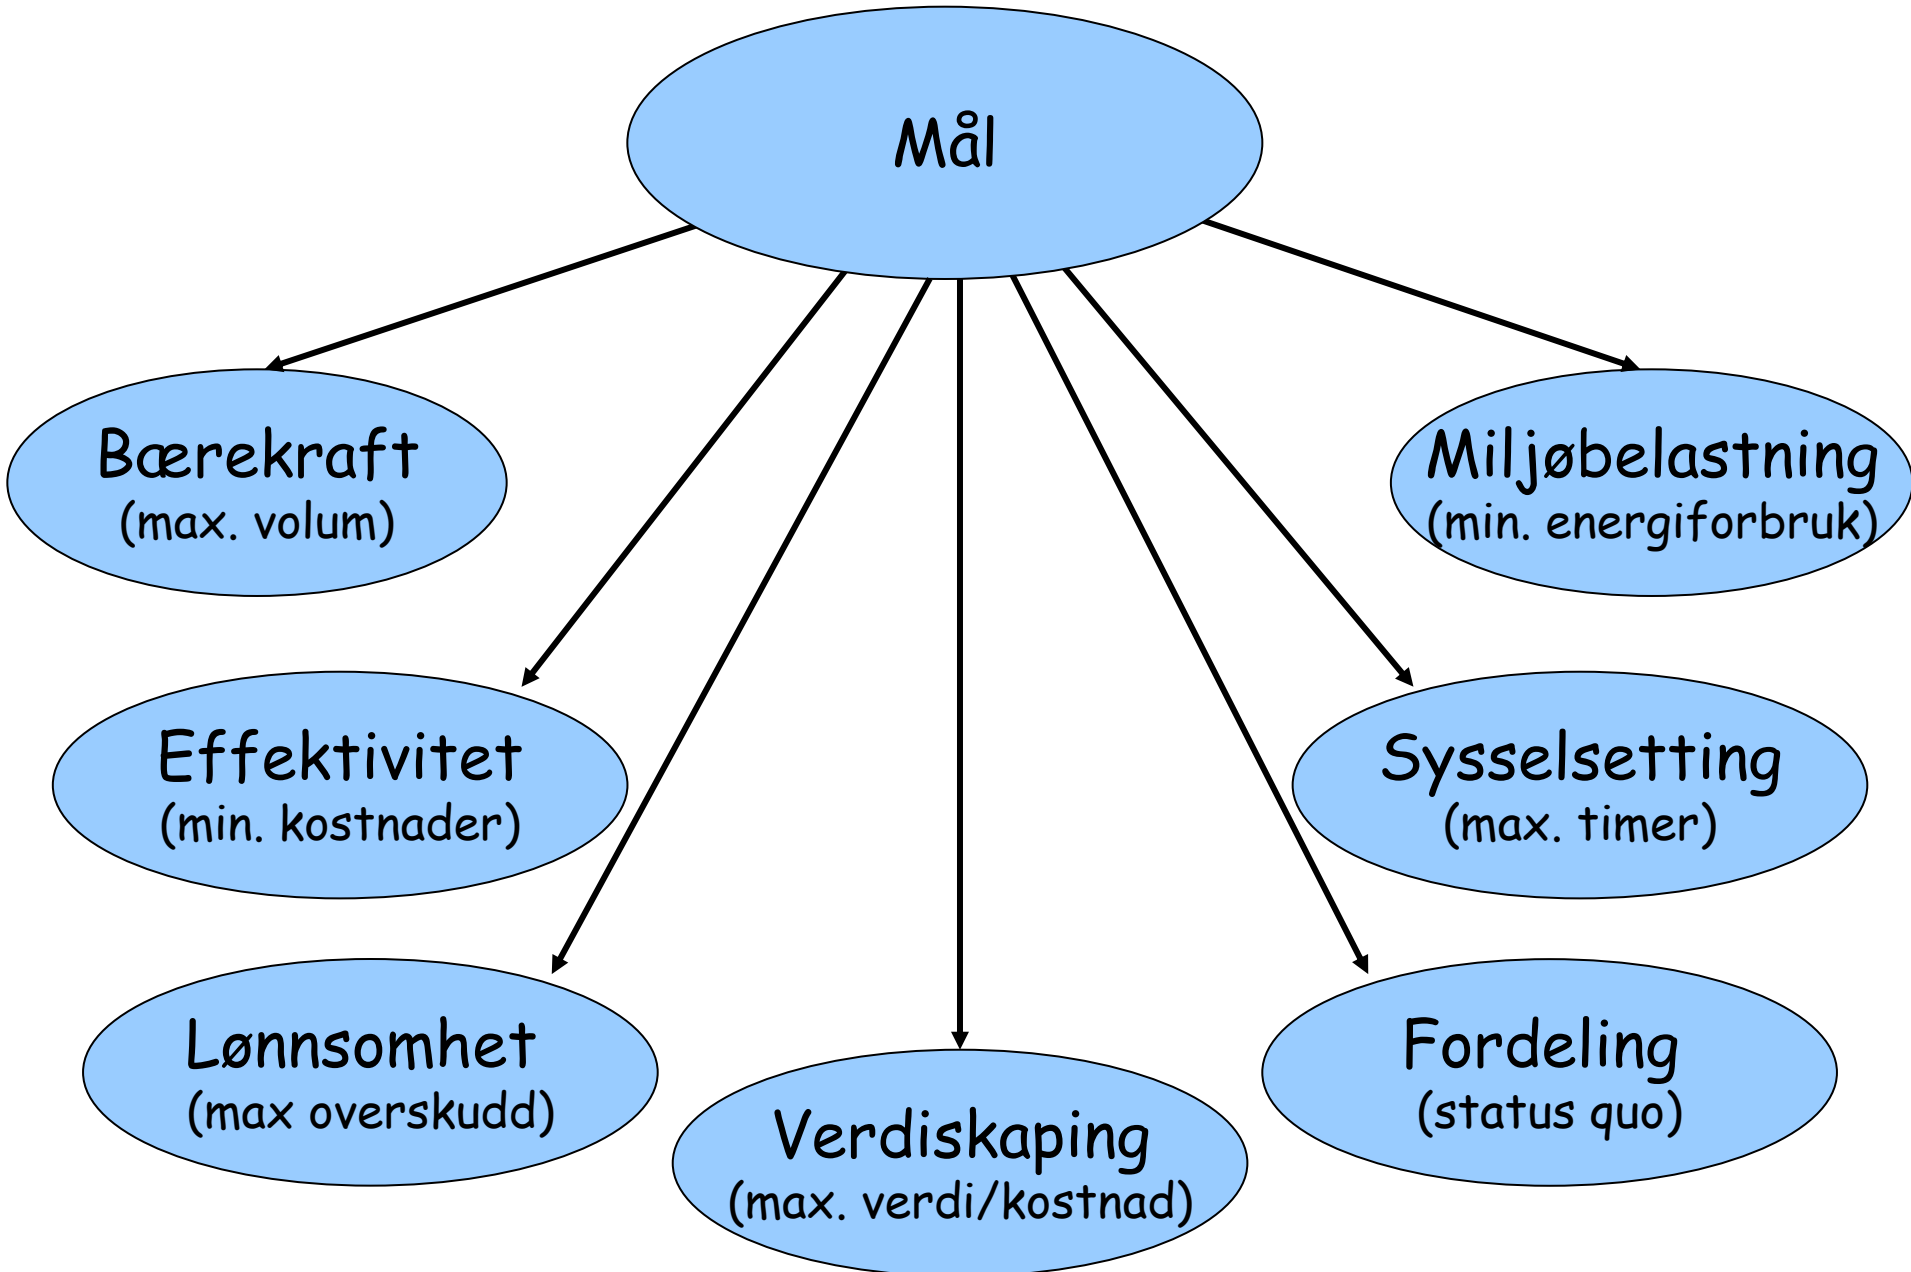 Mål
Bærekraft
(max. volum)
Miljøbelastning
(min. energiforbruk)
Effektivitet
(min. kostnader)
Sysselsetting
(max. timer)
Lønnsomhet
(max overskudd)
Verdiskaping
(max. verdi/kostnad)
Fordeling
(status quo)